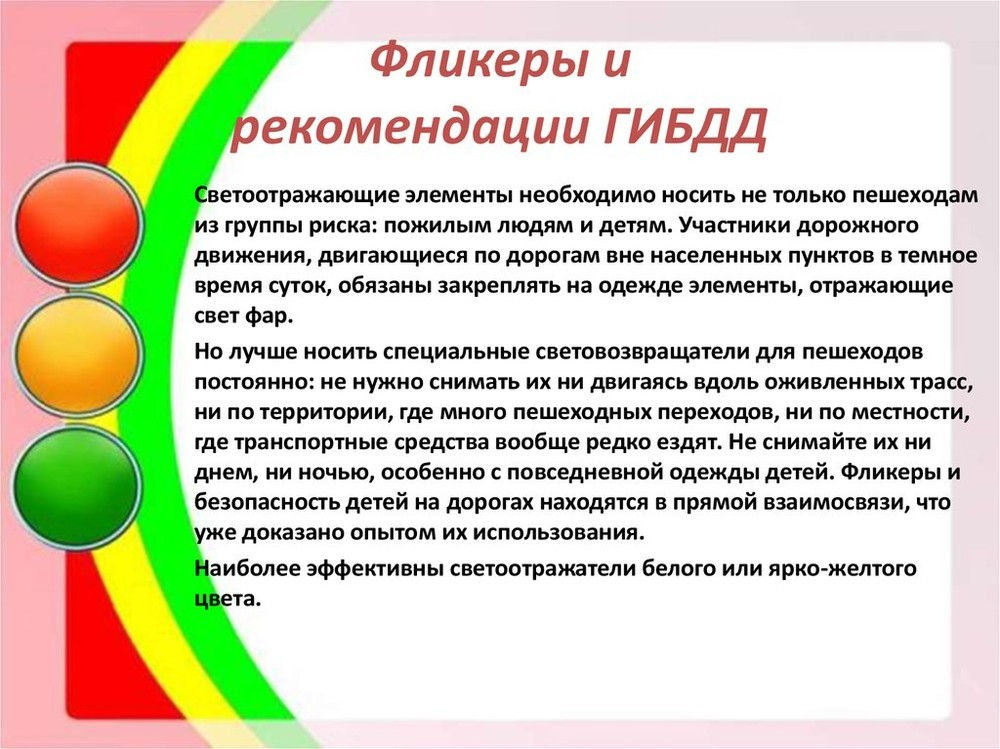 Фликеры и
рекомендации ГИБДД
Светоотражающие элементы необходимо носить не только пешеходам
из группы риска: пожилым людям и детям. Участники дорожного
движения, двигающиеся по дорогам вне населенных пунктов в темное
время суток, обязаны закреплять на одежде элементы, отражающие
свет фар.
Но лучше носить специальные световозвращатели для пешеходов
постоянно: не нужно снимать их ни двигаясь вдоль оживленных трасс,
ни по территории, где много пешеходных переходов, ни по местности,
где транспортные средства вообще редко ездят. Не снимайте их ни
днем, ни ночью, особенно с повседневной одежды детей. Фликеры и
безопасность детей на дорогах находятся в прямой взаимосвязи, что
уже доказано опытом их использования.
Наиболее эффективны светоотражатели белого или ярко-желтого
цвета.